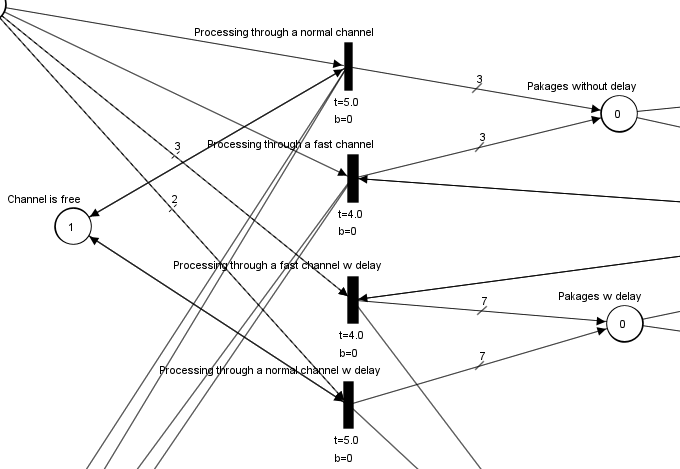 Processing through a normal channel
3
Pakages without delay
0
t=5.0
b=0
3
Processing through a fast channel
3
2
Channel is free
1
t=4.0
b=0
Processing through a fast channel w delay
7
Pakages w delay
0
t=4.0
b=0
7
Processing through a normal channel w delay
t=5.0
b=0